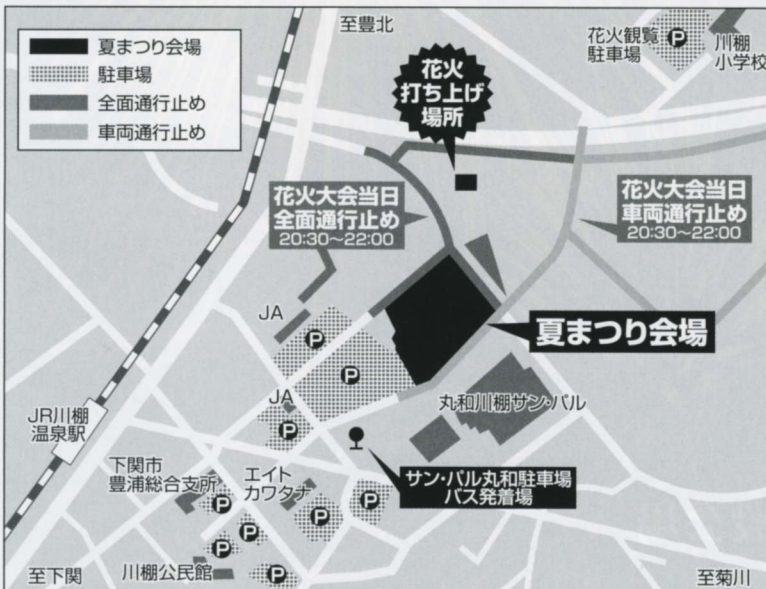 至豊北
夏まつり会場
駐車場
全面通行止め
車両通行止め
花火観覧
駐車場
P
川棚
小学校
花火
打ち上げ
場所
花火大会当日
全面通行止め
20:30〜22:00
花火大会当日
車両通行止め
20:30〜22:00
夏まつり会場
JA
P
P
JA
P
丸和川棚サン・パル
JR川棚
温泉駅
サン・パル丸和駐車場
バス発着場
下関市
豊浦総合支所
エイト
カワタナ
P
P
P
P
P
P
川棚公民館
至下関
至菊川